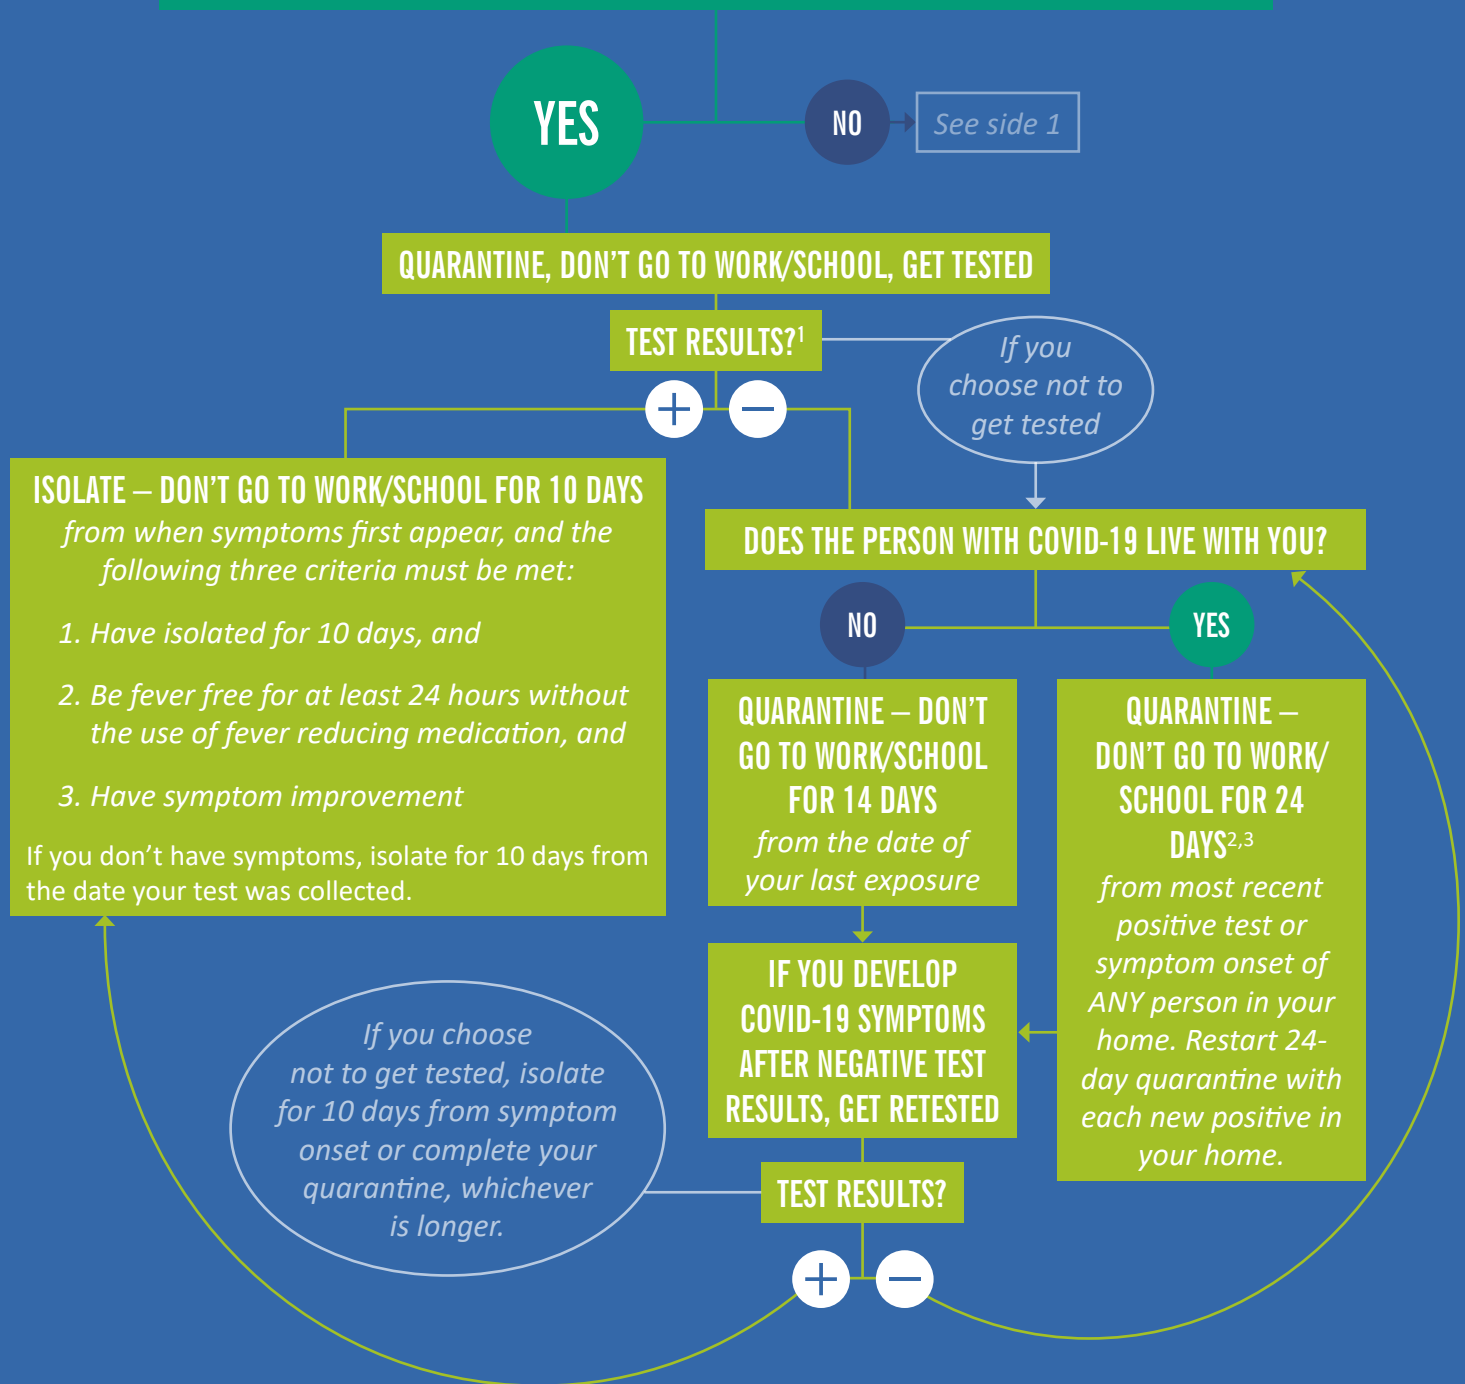 YES
NO
See side 1
QUARANTINE, DON'T GO TO WORK/SCHOOL, GET TESTED
TEST RESULTS?1
If you
choose not to
get tested
+
−
ISOLATE – DON'T GO TO WORK/SCHOOL FOR 10 DAYS
from when symptoms first appear, and the
following three criteria must be met:
1. Have isolated for 10 days, and
2. Be fever free for at least 24 hours without
the use of fever reducing medication, and
3. Have symptom improvement
If you don't have symptoms, isolate for 10 days from
the date your test was collected.
DOES THE PERSON WITH COVID-19 LIVE WITH YOU?
NO
YES
QUARANTINE – DON'T
GO TO WORK/SCHOOL
FOR 14 DAYS
from the date of
your last exposure
QUARANTINE –
DON'T GO TO WORK/
SCHOOL FOR 24
DAYS2,3
from most recent
positive test or
symptom onset of
ANY person in your
home. Restart 24-
day quarantine with
each new positive in
your home.
IF YOU DEVELOP
COVID-19 SYMPTOMS
AFTER NEGATIVE TEST
RESULTS, GET RETESTED
If you choose
not to get tested, isolate
for 10 days from symptom
onset or complete your
quarantine, whichever
is longer.
TEST RESULTS?
+
−